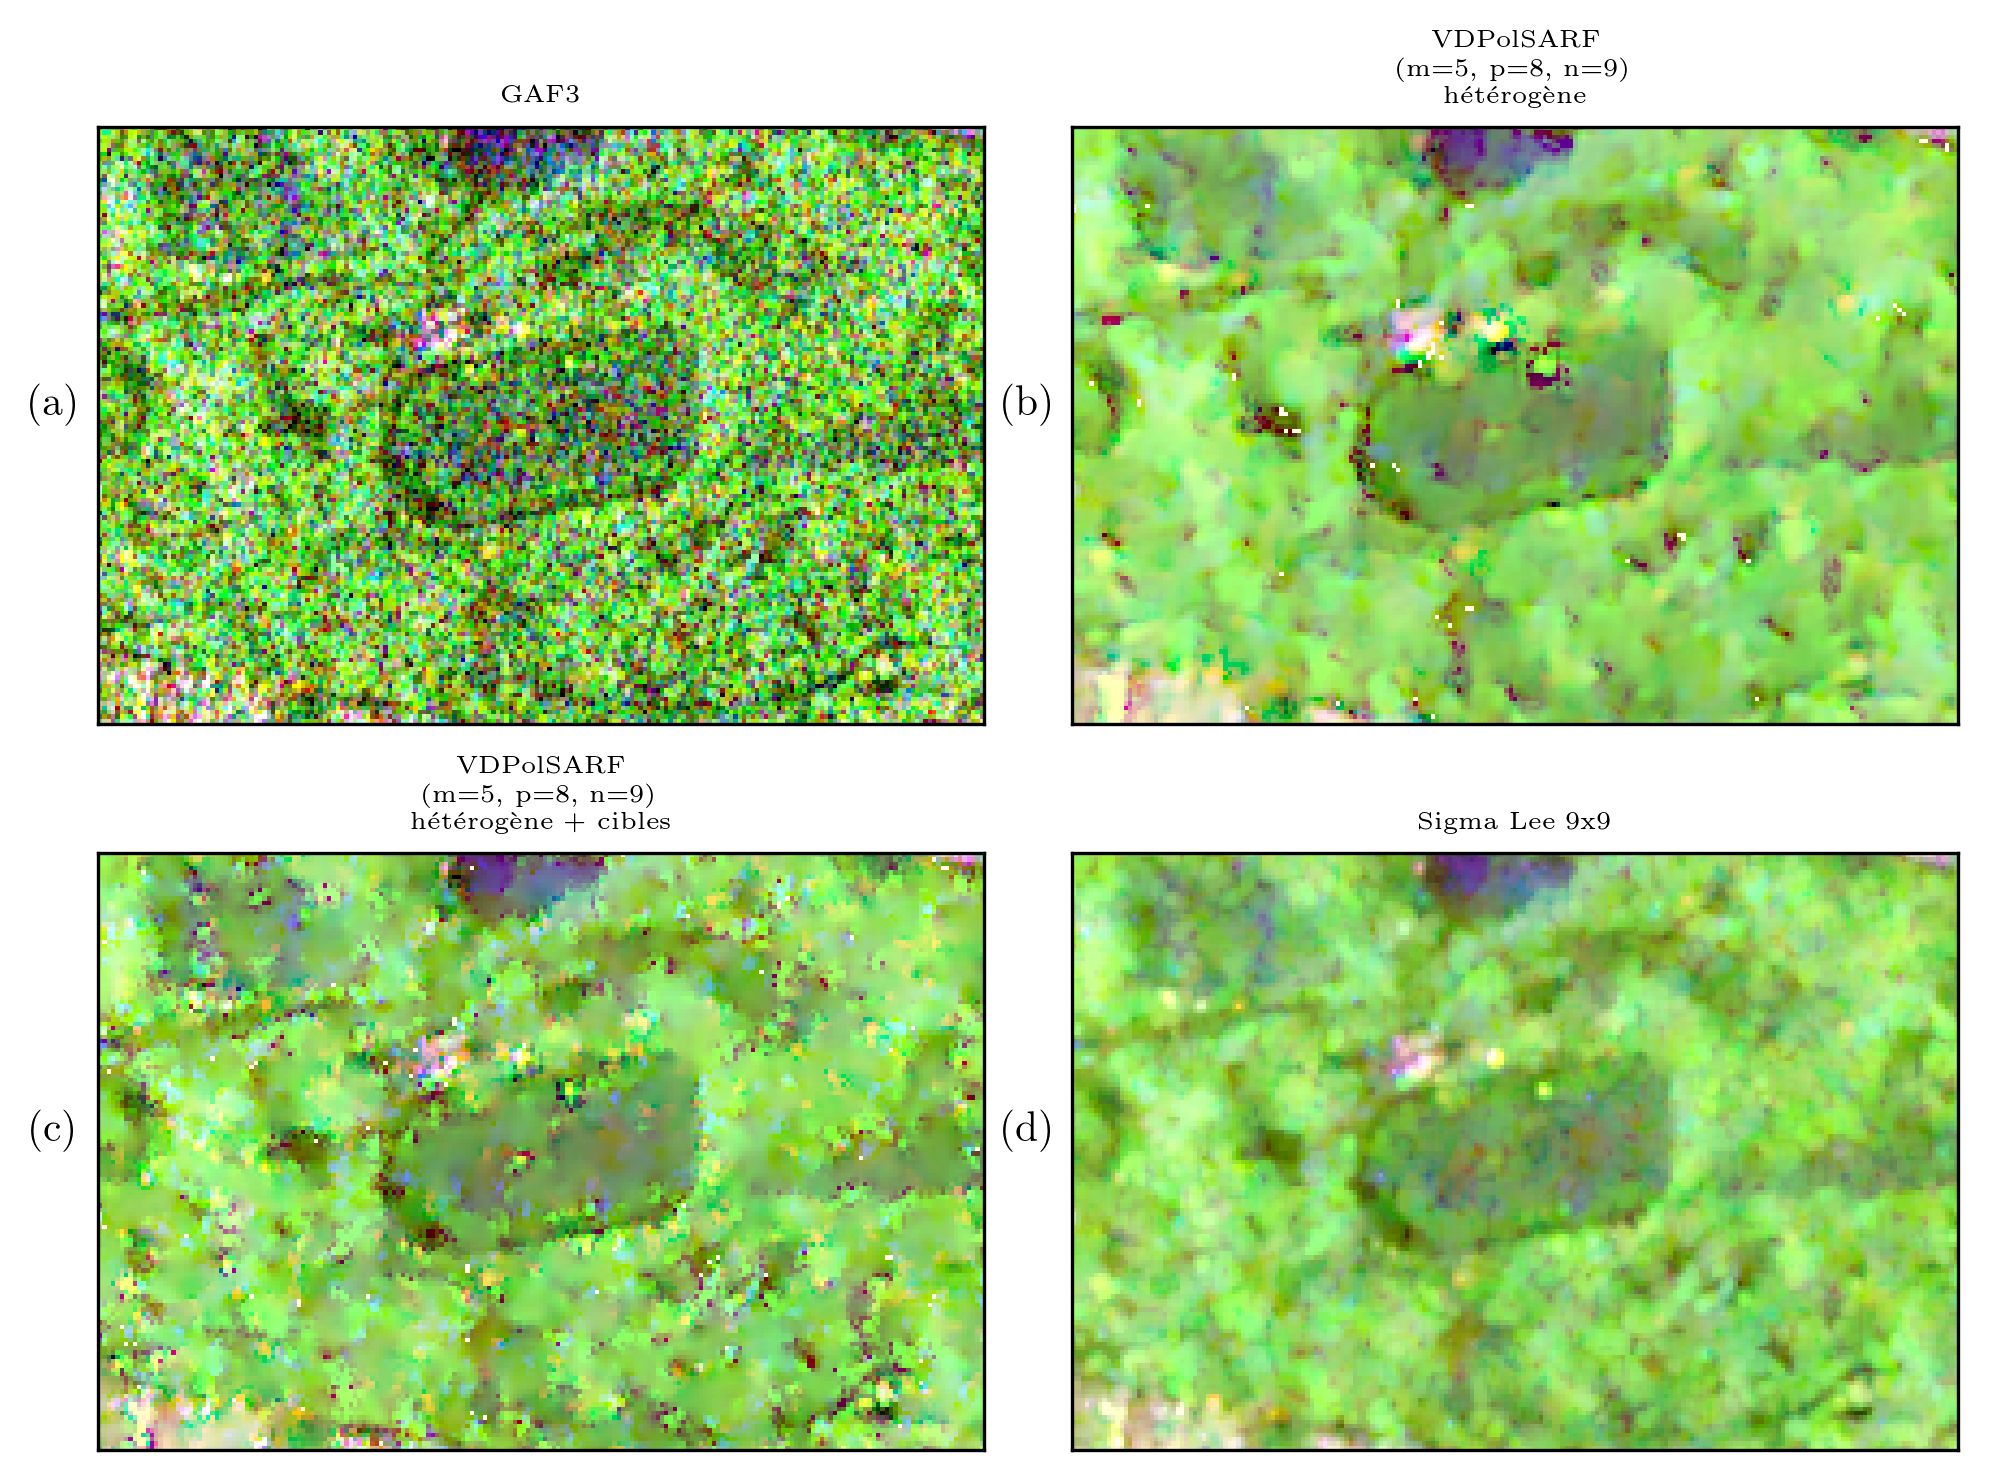 GAF3
VDPolSARF
(m=5, p=8, n=9)
hétérogène
(a)
(b)
VDPolSARF
(m=5, p=8, n=9)
hétérogène + cibles
Sigma Lee 9x9
(c)
(d)